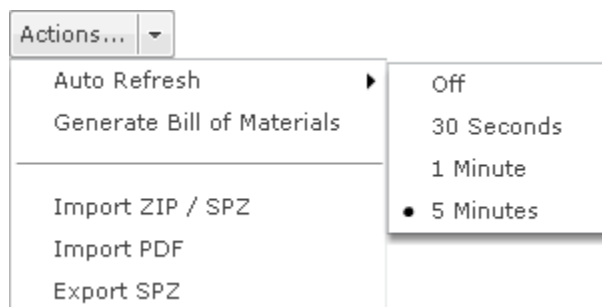 Actions...
Auto Refresh
Generate Bill of Materials
Import ZIP / SPZ
Import PDF
Export SPZ
Off
30 Seconds
1 Minute
5 Minutes